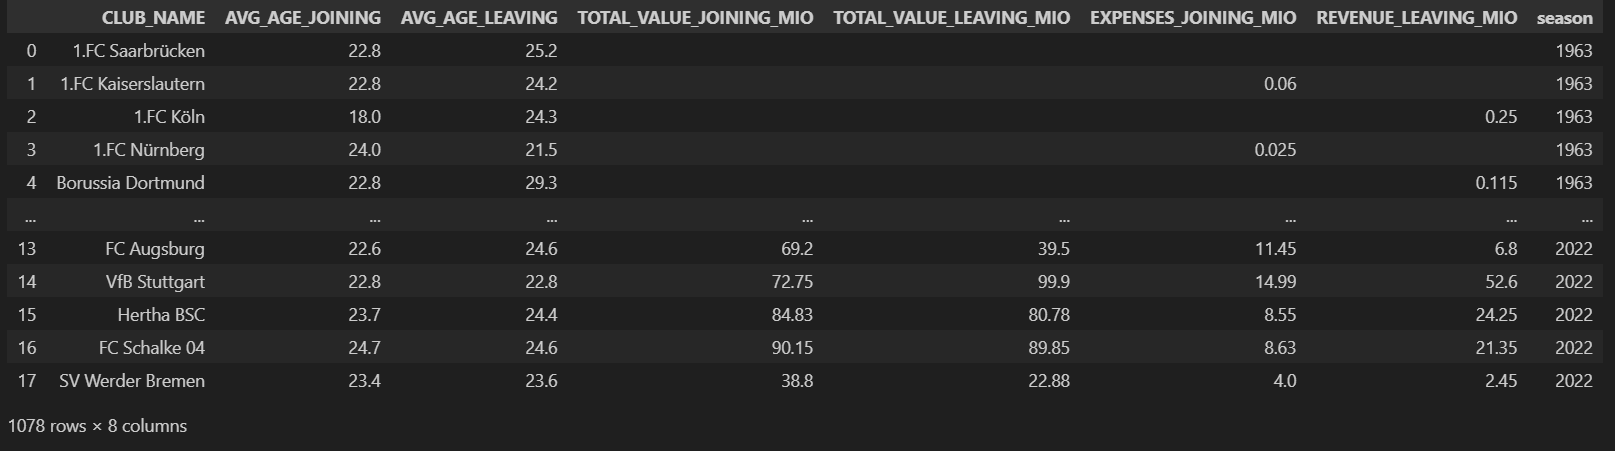 CLUB_NAME AVG_AGE_JOINING AVG_AGE_LEAVING TOTAL_VALUE_JOINING_MIO TOTAL_VALUE_LEAVING_MIO EXPENSES_JOINING_MIO REVENUE_LEAVING_MIO season
0 1.FC Saarbrücken 22.8 25.2 1963
1 1.FC Kaiserslautern 22.8 24.2 0.06 1963
2 1.FC Köln 18.0 24.3 0.25 1963
3 1.FC Nürnberg 24.0 21.5 0.025 1963
4 Borussia Dortmund 22.8 29.3 0.115 1963
... ... ... ... ... ... ... ... ...
13 FC Augsburg 22.6 24.6 69.2 39.5 11.45 6.8 2022
14 VfB Stuttgart 22.8 22.8 72.75 99.9 14.99 52.6 2022
15 Hertha BSC 23.7 24.4 84.83 80.78 8.55 24.25 2022
16 FC Schalke 04 24.7 24.6 90.15 89.85 8.63 21.35 2022
17 SV Werder Bremen 23.4 23.6 38.8 22.88 4.0 2.45 2022
1078 rows × 8 columns